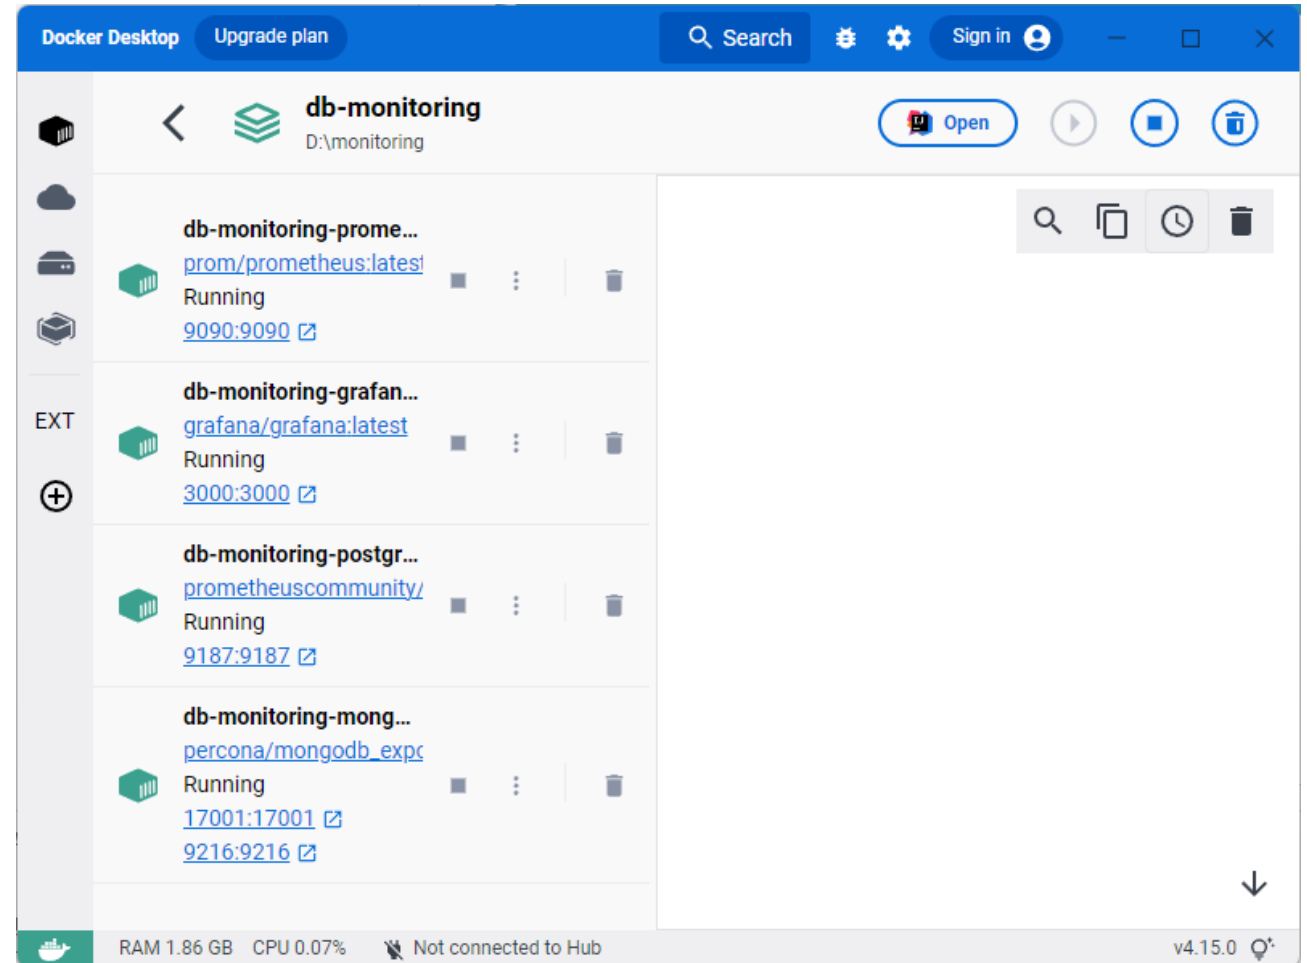 Docker Desktop
Upgrade plan
Search
Sign in
db-monitoring
D:\monitoring
Open
db-monitoring-prome...
prom/prometheus:latest
Running
9090:9090
db-monitoring-grafan...
grafana/grafana:latest
Running
3000:3000
EXT
db-monitoring-postgr...
prometheuscommunity/
Running
9187:9187
db-monitoring-mong...
percona/mongodb_expo
Running
17001:17001
9216:9216
RAM 1.86 GB CPU 0.07% Not connected to Hub
v4.15.0